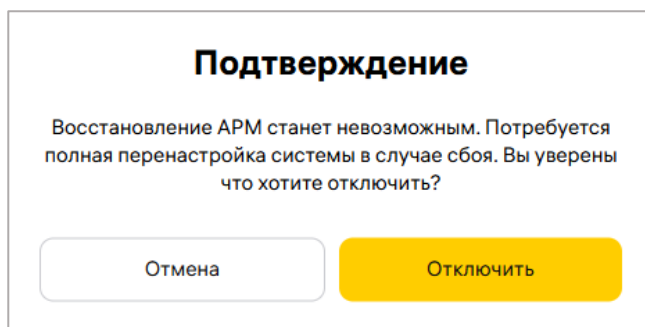 Подтверждение
Восстановление АРМ станет невозможным. Потребуется
полная перенастройка системы в случае сбоя. Вы уверены
что хотите отключить?
Отмена
Отключить